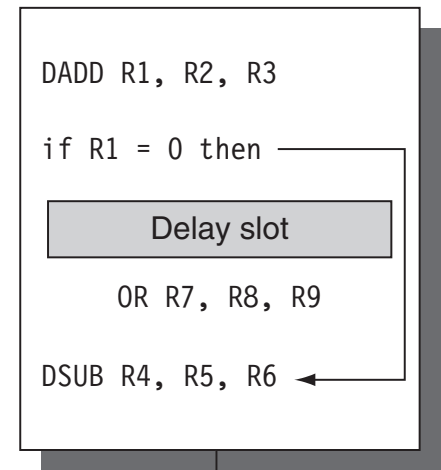 DADD R1, R2, R3
if R1 = 0 then
Delay slot
OR R7, R8, R9
DSUB R4, R5, R6